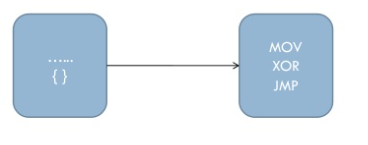 ......
{ }
MOV
XOR
JMP